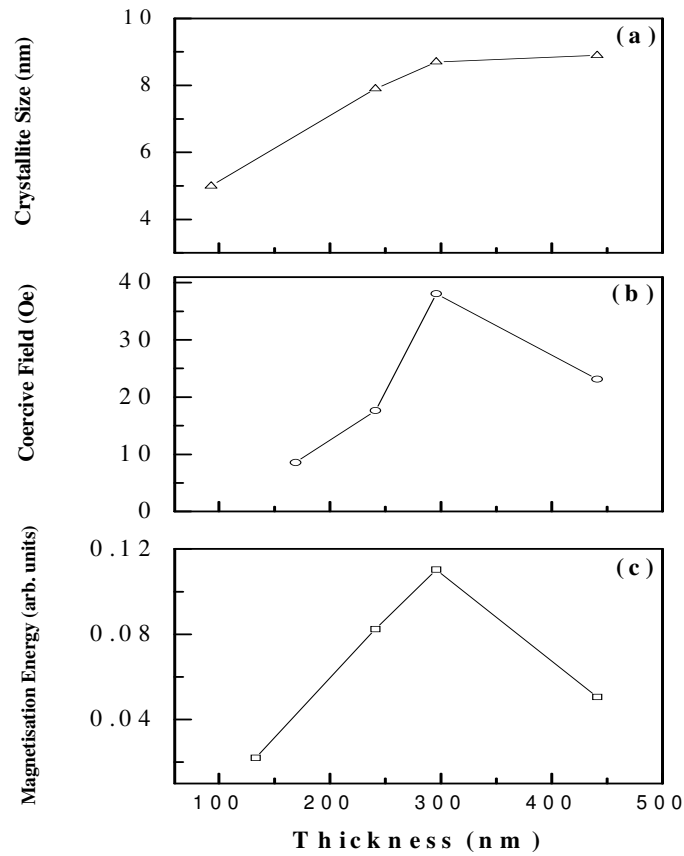 10
(a)
8
6
4
Crystallite Size (nm)
40
(b)
30
20
10
0
Coercive Field (Oe)
0.12
(c)
0.08
0.04
Magnetisation Energy (arb. units)
100 200 300 400 500
Thickness (nm)